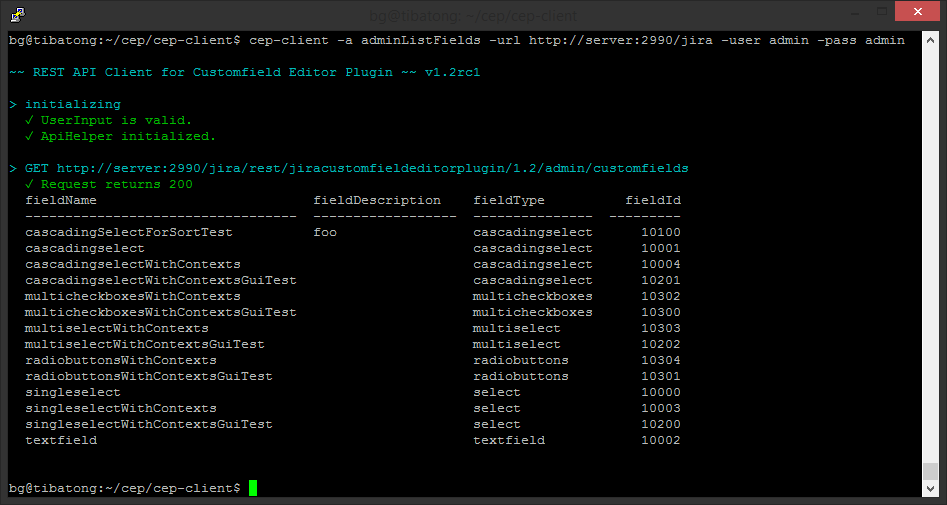 bg@tibatong: ~/cep/cep-client
bg@tibatong:~/cep/cep-client$ cep-client -a adminListFields -url http://server:2990/jira -user admin -pass admin
~~ REST API Client for Customfield Editor Plugin ~~ v1.2rc1
> initializing
✓ UserInput is valid.
✓ ApiHelper initialized.
> GET http://server:2990/jira/rest/jiracustomfieldeditorplugin/1.2/admin/customfields
✓ Request returns 200
fieldName                           fieldDescription    fieldType          fieldId
----------------------------------  ------------------  ---------------  ---------
cascadingSelectForSortTest          foo                 cascadingselect      10100
cascadingselect                                         cascadingselect      10001
cascadingselectWithContexts                             cascadingselect      10004
cascadingselectWithContextsGuiTest                      cascadingselect      10201
multicheckboxesWithContexts                             multicheckboxes      10302
multicheckboxesWithContextsGuiTest                      multicheckboxes      10300
multiselectWithContexts                                 multiselect          10303
multiselectWithContextsGuiTest                          multiselect          10202
radiobuttonsWithContexts                                radiobuttons         10304
radiobuttonsWithContextsGuiTest                         radiobuttons         10301
singleselect                                            select               10000
singleselectWithContexts                                select               10003
singleselectWithContextsGuiTest                         select               10200
textfield                                               textfield            10002
bg@tibatong:~/cep/cep-client$